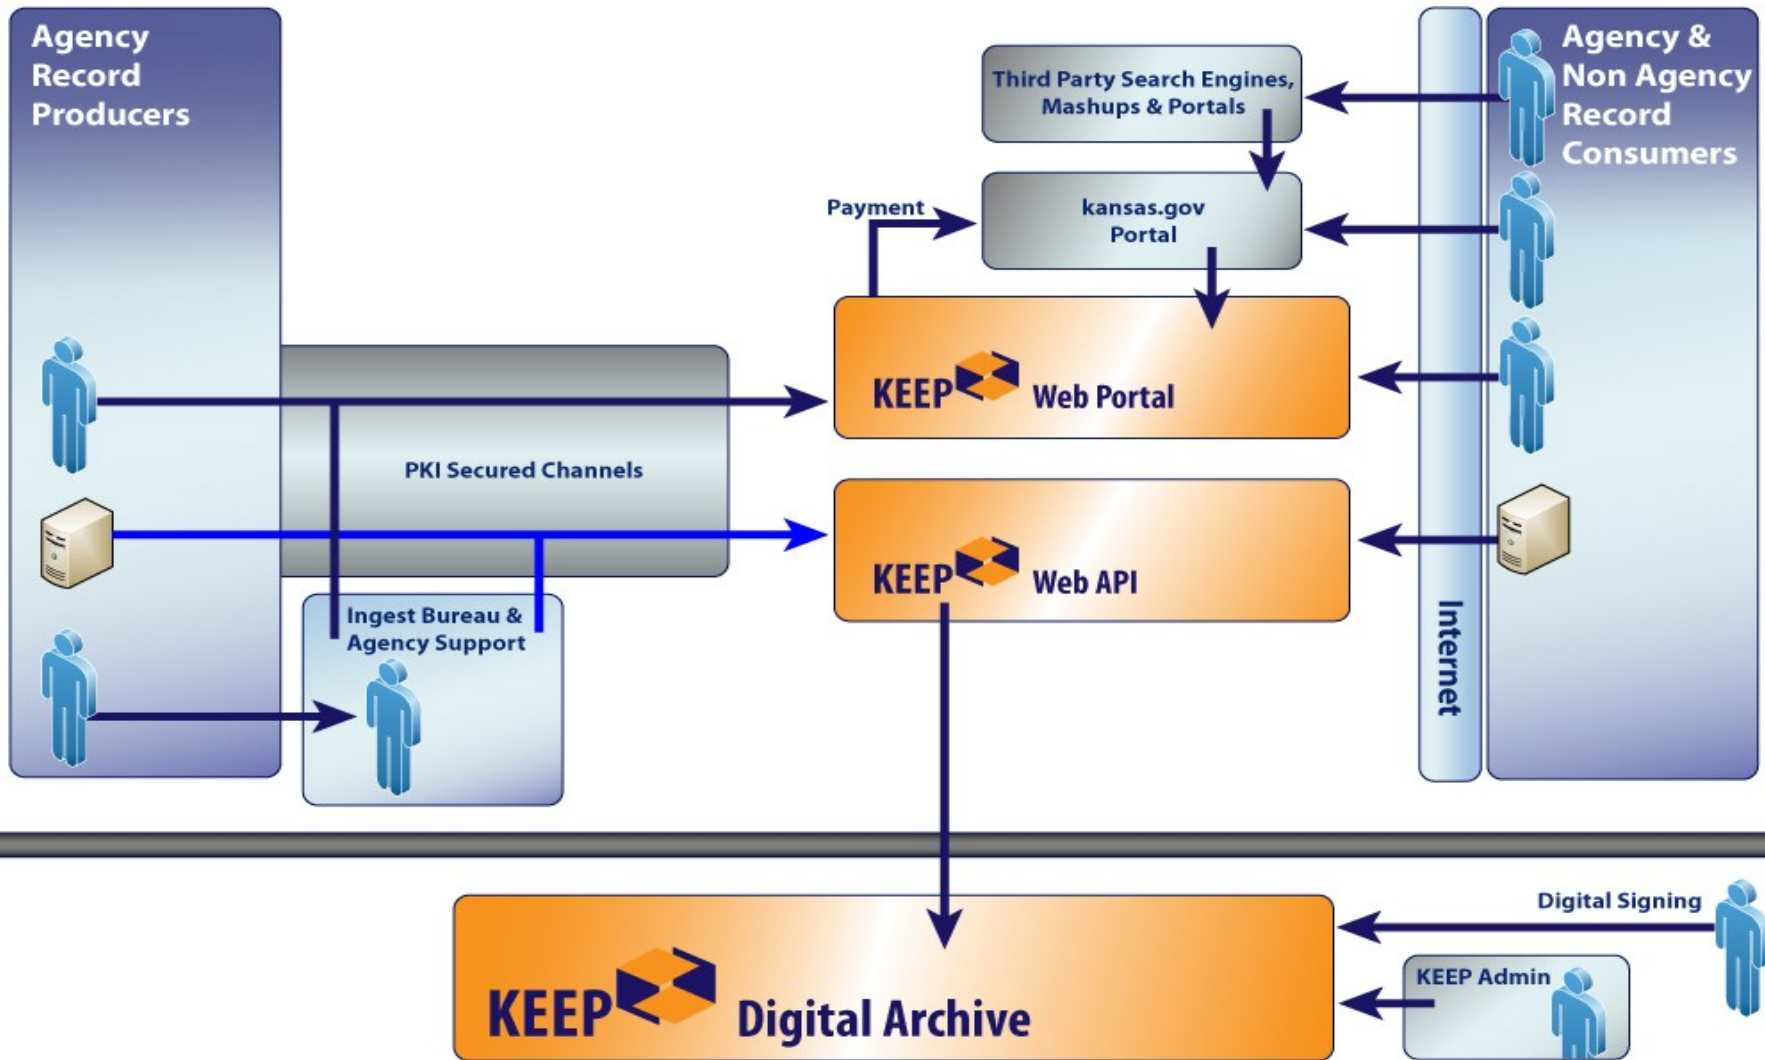 Agency
Record
Producers
Third Party Search Engines,
Mashups & Portals
Agency &
Non Agency
Record
Consumers
Payment
kansas.gov
Portal
KEEP Web Portal
PKI Secured Channels
KEEP Web API
Ingest Bureau &
Agency Support
Internet
Digital Signing
KEEP Admin
KEEP Digital Archive